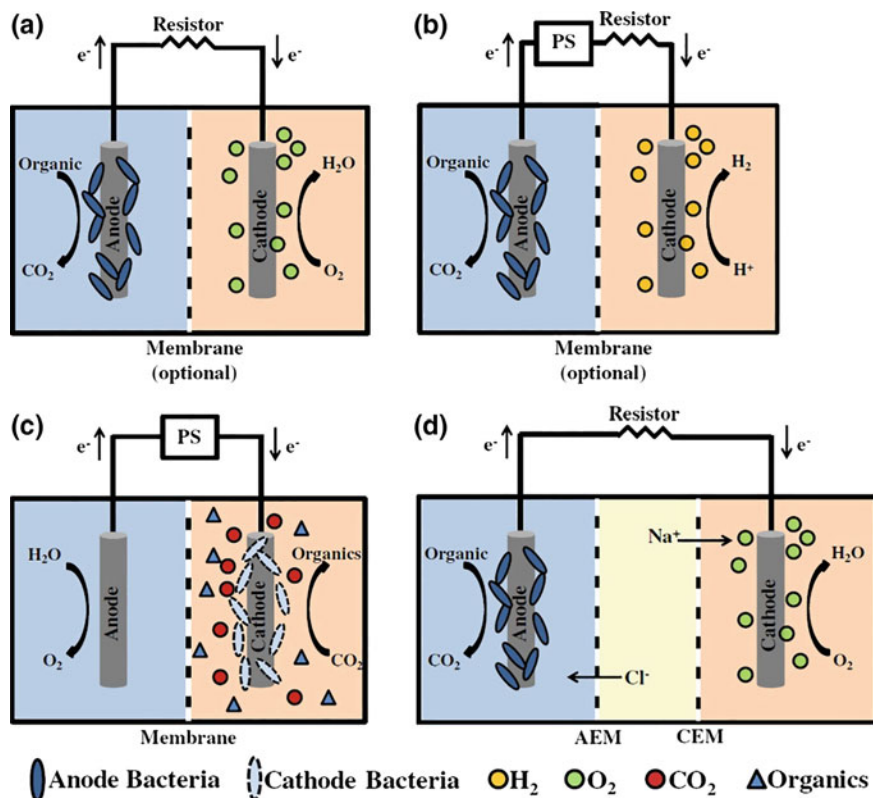 (a)
Resistor
e⁻
e⁻
Organic
CO₂
Anode
Cathode
H₂O
O₂
Membrane
(optional)
(b)
PS
Resistor
e⁻
e⁻
Organic
CO₂
Anode
Cathode
H₂
H⁺
Membrane
(optional)
(c)
PS
e⁻
e⁻
H₂O
O₂
Anode
Cathode
Organics
CO₂
Membrane
(d)
Resistor
e⁻
e⁻
Organic
CO₂
Anode
Cl⁻
Na⁺
Cathode
H₂O
O₂
AEM
CEM
Anode Bacteria
Cathode Bacteria
H₂
O₂
CO₂
Organics